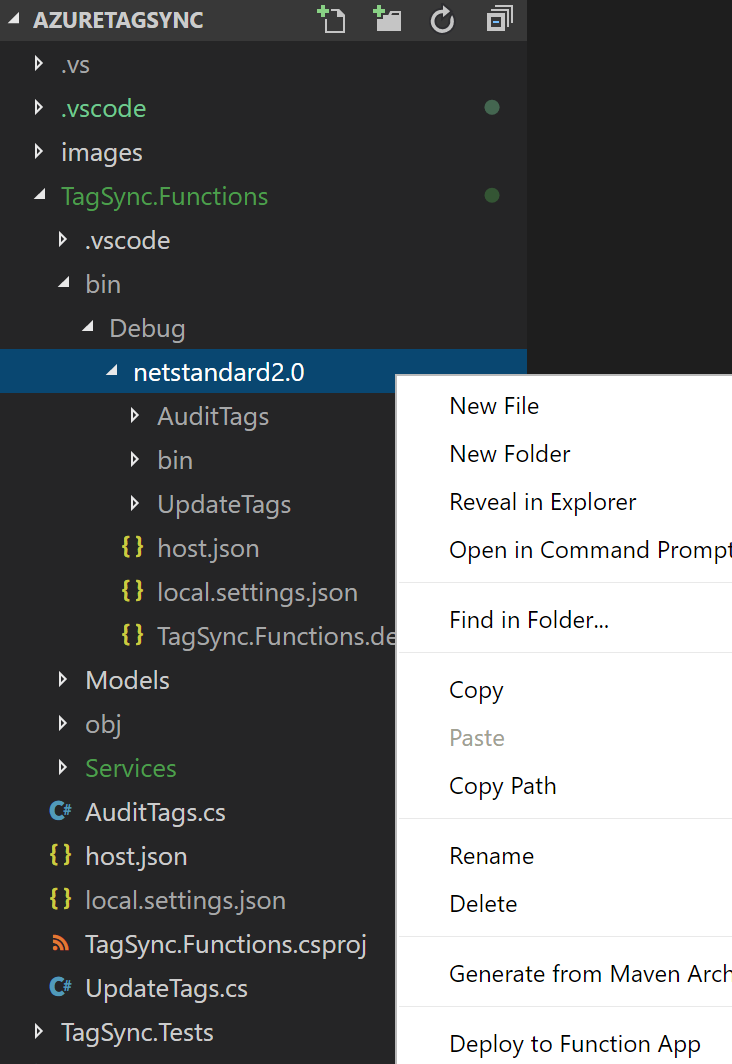 AZURETAGSYNC
.vs
.vscode
images
TagSync.Functions
.vscode
bin
Debug
netstandard2.0
AuditTags
bin
UpdateTags
{} host.json
{} local.settings.json
{} TagSync.Functions.de
Models
obj
Services
C# AuditTags.cs
{} host.json
{} local.settings.json
TagSync.Functions.csproj
C# UpdateTags.cs
TagSync.Tests
New File
New Folder
Reveal in Explorer
Open in Command Prompt
Find in Folder...
Copy
Paste
Copy Path
Rename
Delete
Generate from Maven Arch
Deploy to Function App